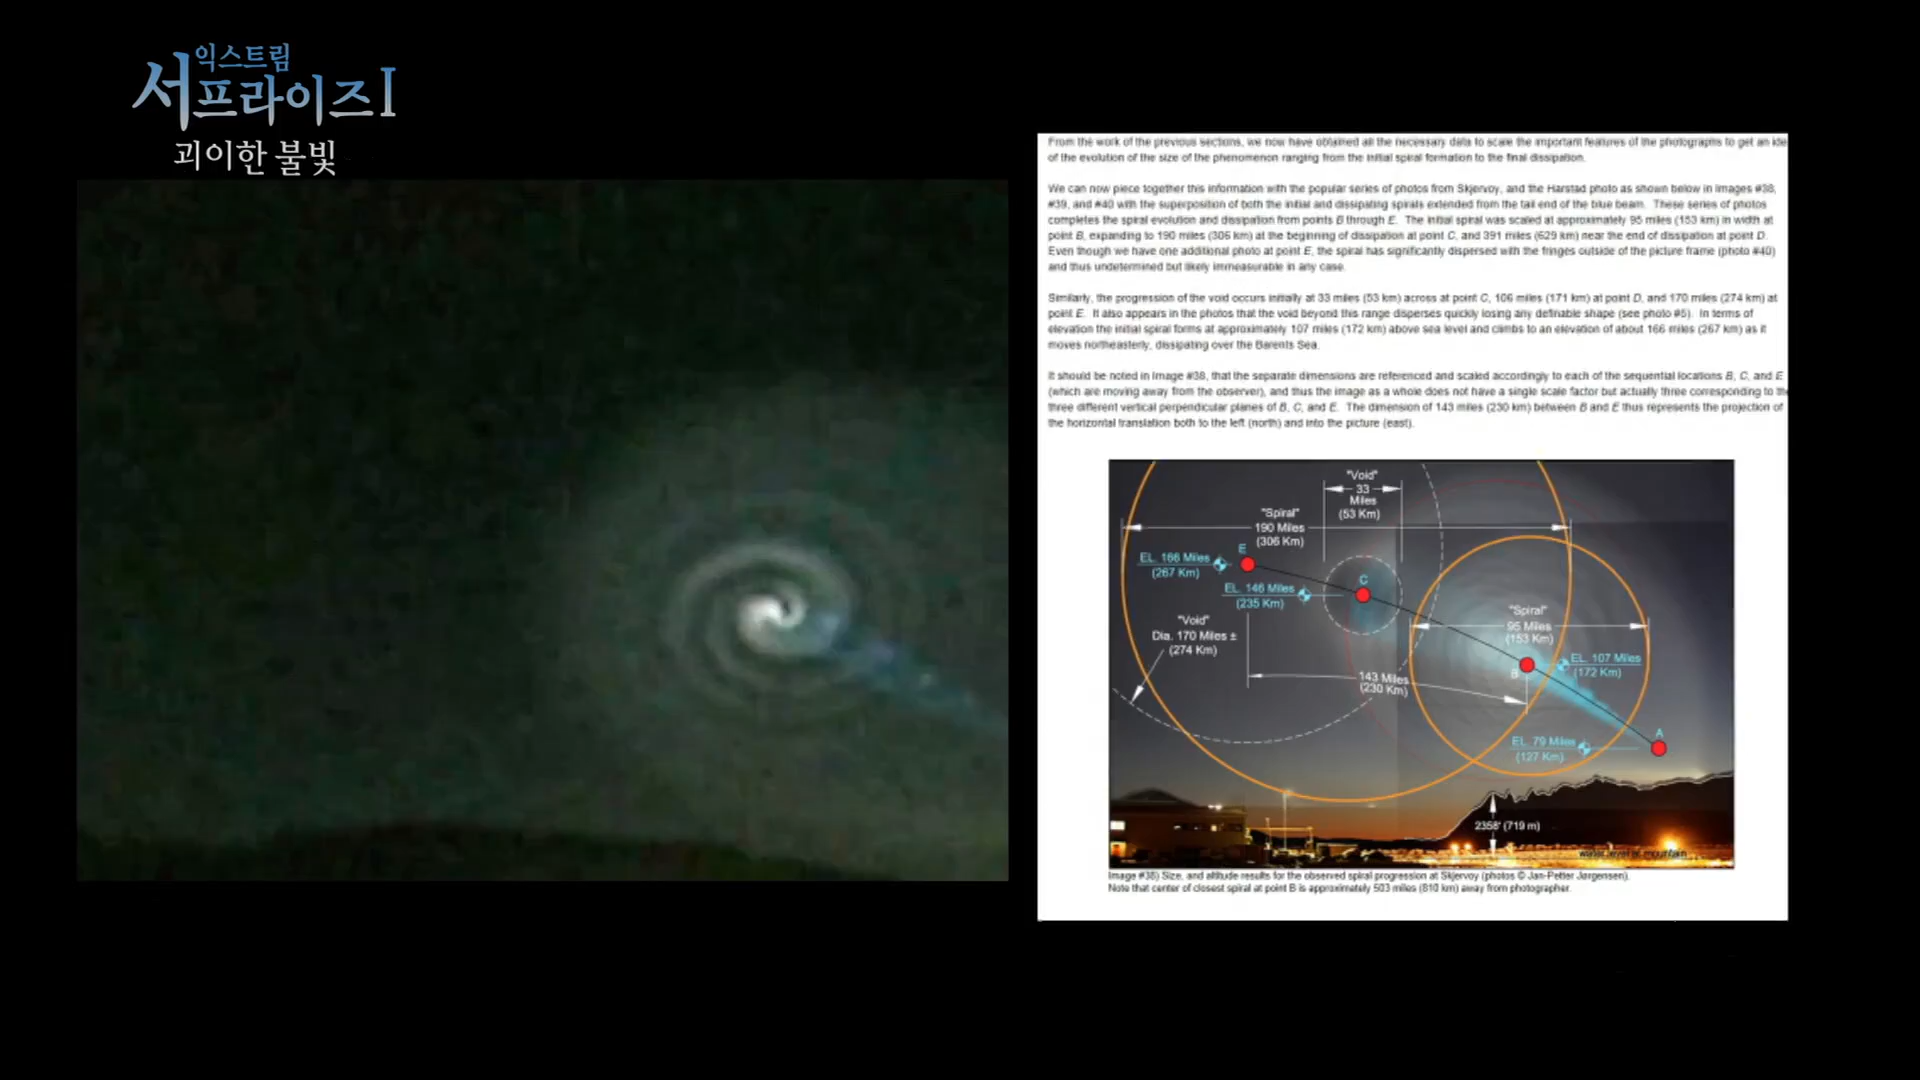 익스트림
서프라이즈 I
괴이한 불빛
From the work of the previous sections, we now have obtained all the necessary data to scale the important features of the photographs to get an ide
of the evolution of the size of the phenomenon ranging from the initial spiral formation to the final dissipation.
We can now piece together this information with the popular series of photos from Skjervoy, and the Harstad photo as shown below in Images #38,
#39, and #40 with the superposition of both the initial and dissipating spirals extended from the tail end of the blue beam. These series of photos
completes the spiral evolution and dissipation from points B through E. The initial spiral was scaled at approximately 95 miles (153 km) in width at
point B, expanding to 190 miles (306 km) at the beginning of dissipation at point C, and 391 miles (629 km) near the end of dissipation at point D.
Even though we have one additional photo at point E, the spiral has significantly dispersed with the fringes outside of the picture frame (photo #40)
and thus undetermined but likely immeasurable in any case.
Similarly, the progression of the void occurs initially at 33 miles (53 km) across at point C, 106 miles (171 km) at point D, and 170 miles (274 km) at
point E. It also appears in the photos that the void beyond this range disperses quickly losing any definable shape (see photo #5). In terms of
elevation the initial spiral forms at approximately 107 miles (172 km) above sea level and climbs to an elevation of about 166 miles (267 km) as it
moves northeasterly, dissipating over the Barents Sea.
It should be noted in Image #38, that the separate dimensions are referenced and scaled accordingly to each of the sequential locations B, C, and E
(which are moving away from the observer), and thus the image as a whole does not have a single scale factor but actually three corresponding to the
three different vertical perpendicular planes of B, C, and E. The dimension of 143 miles (230 km) between B and E thus represents the projection of
the horizontal translation both to the left (north) and into the picture (east).
"Void"
33
Miles
(53 Km)
"Spiral"
190 Miles
(306 Km)
E
EL. 166 Miles
(267 Km)
C
EL. 146 Miles
(235 Km)
"Void"
Dia. 170 Miles ±
(274 Km)
"Spiral"
95 Miles
(153 Km)
B
EL. 107 Miles
(172 Km)
143 Miles
(230 Km)
A
EL. 79 Miles
(127 Km)
2358' (719 m)
water level at mountain
Image #38) Size, and altitude results for the observed spiral progression at Skjervoy (photos © Jan-Petter Jørgensen).
Note that center of closest spiral at point B is approximately 503 miles (810 km) away from photographer.